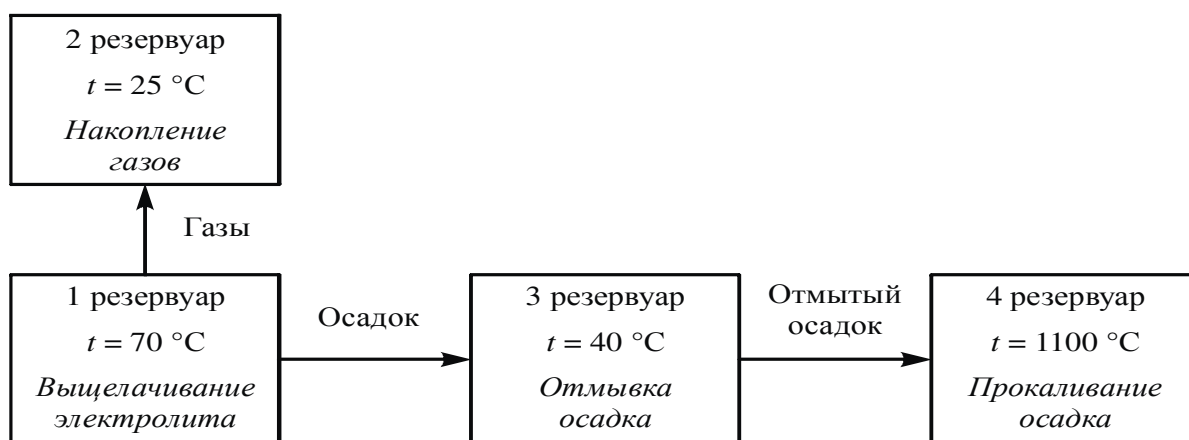 2 резервуар
t = 25 °C
Накопление
газов
Газы
1 резервуар
t = 70 °C
Выщелачивание
электролита
Осадок
3 резервуар
t = 40 °C
Отмывка
осадка
Отмытый
осадок
4 резервуар
t = 1100 °C
Прокаливание
осадка